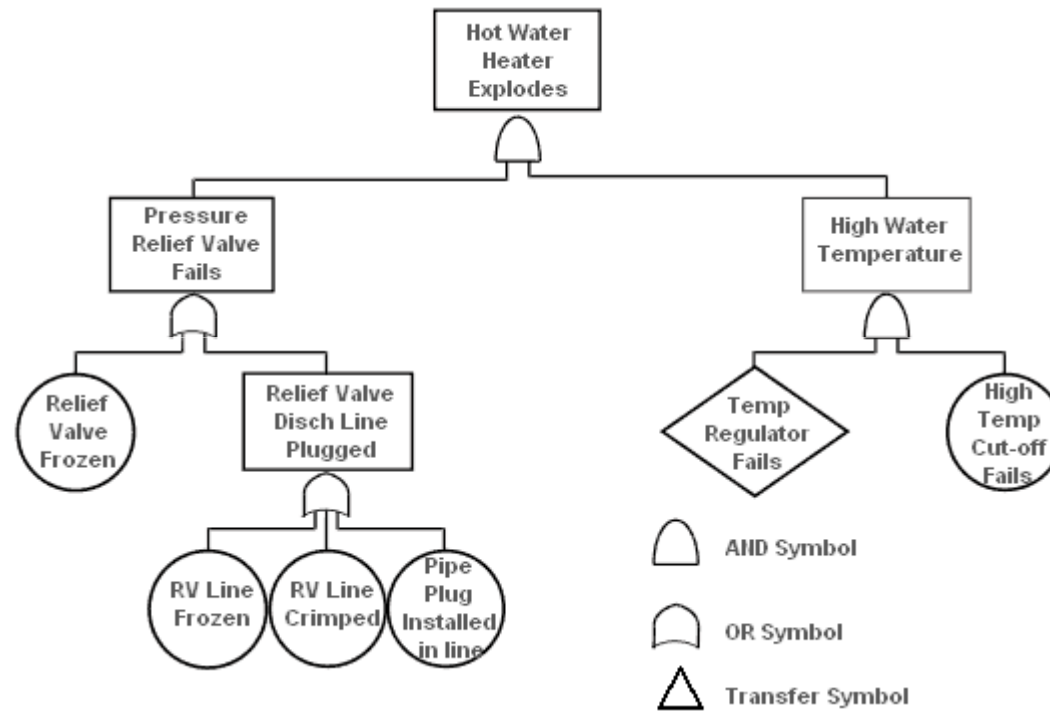 Hot Water
Heater
Explodes
Pressure
Relief Valve
Fails
High Water
Temperature
Relief
Valve
Frozen
Relief Valve
Disch Line
Plugged
Temp
Regulator
Fails
High
Temp
Cut-off
Fails
RV Line
Frozen
RV Line
Crimped
Pipe
Plug
Installed
in line
AND Symbol
OR Symbol
Transfer Symbol